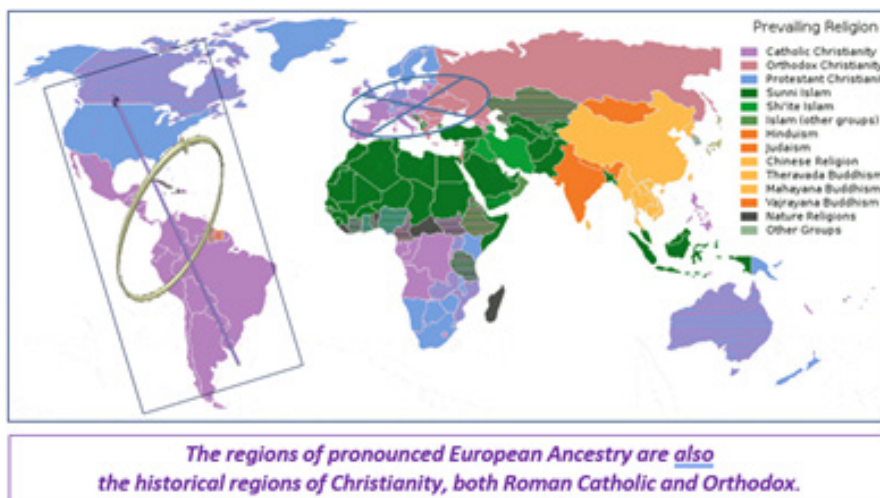 Prevailing Religion
Catholic Christianity
Orthodox Christianity
Protestant Christiani
Sunni Islam
Shi'ite Islam
Islam (other groups)
Hinduism
Judaism
Chinese Religion
Theravada Buddhism
Mahayana Buddhism
Vajrayana Buddhism
Nature Religions
Other Groups
The regions of pronounced European Ancestry are also
the historical regions of Christianity, both Roman Catholic and Orthodox.